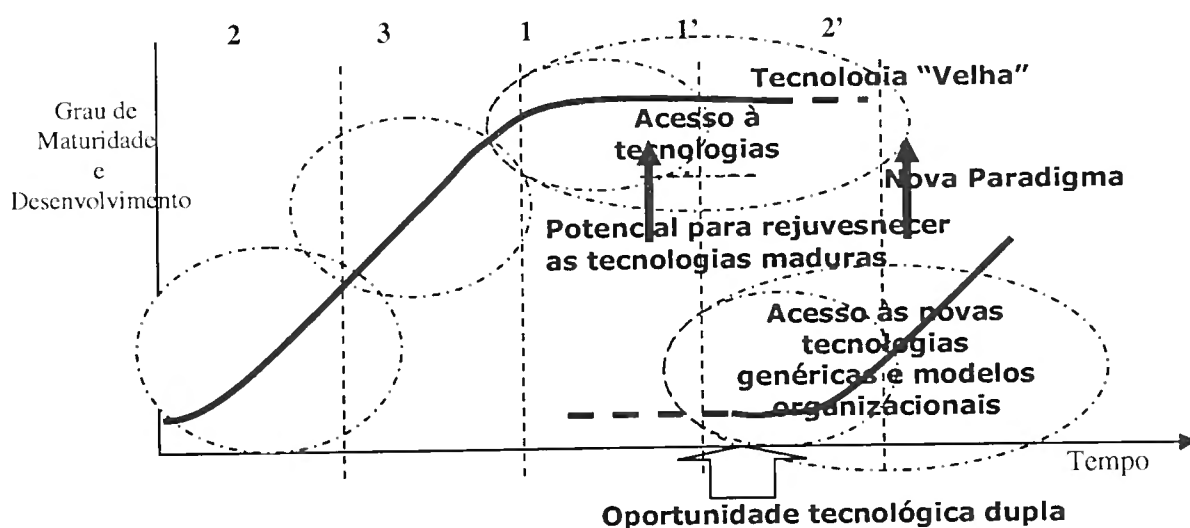 2 3 1 1’ 2’
Grau de
Maturidade
e
Desenvolvimento
Tecnologia “Velha”
Acesso à
tecnologias
Nova Paradigma
Potencial para rejuvesnecer
as tecnologias maduras
Acesso às novas
tecnologias
genéricas e modelos
organizacionais
Tempo
Oportunidade tecnológica dupla